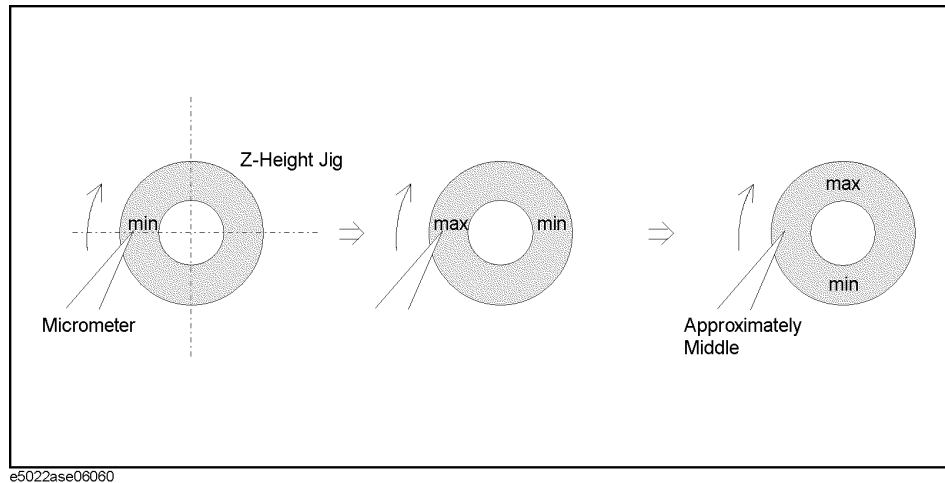 Z-Height Jig
min
Micrometer
max
min
max
min
Approximately
Middle
e5022ase06060